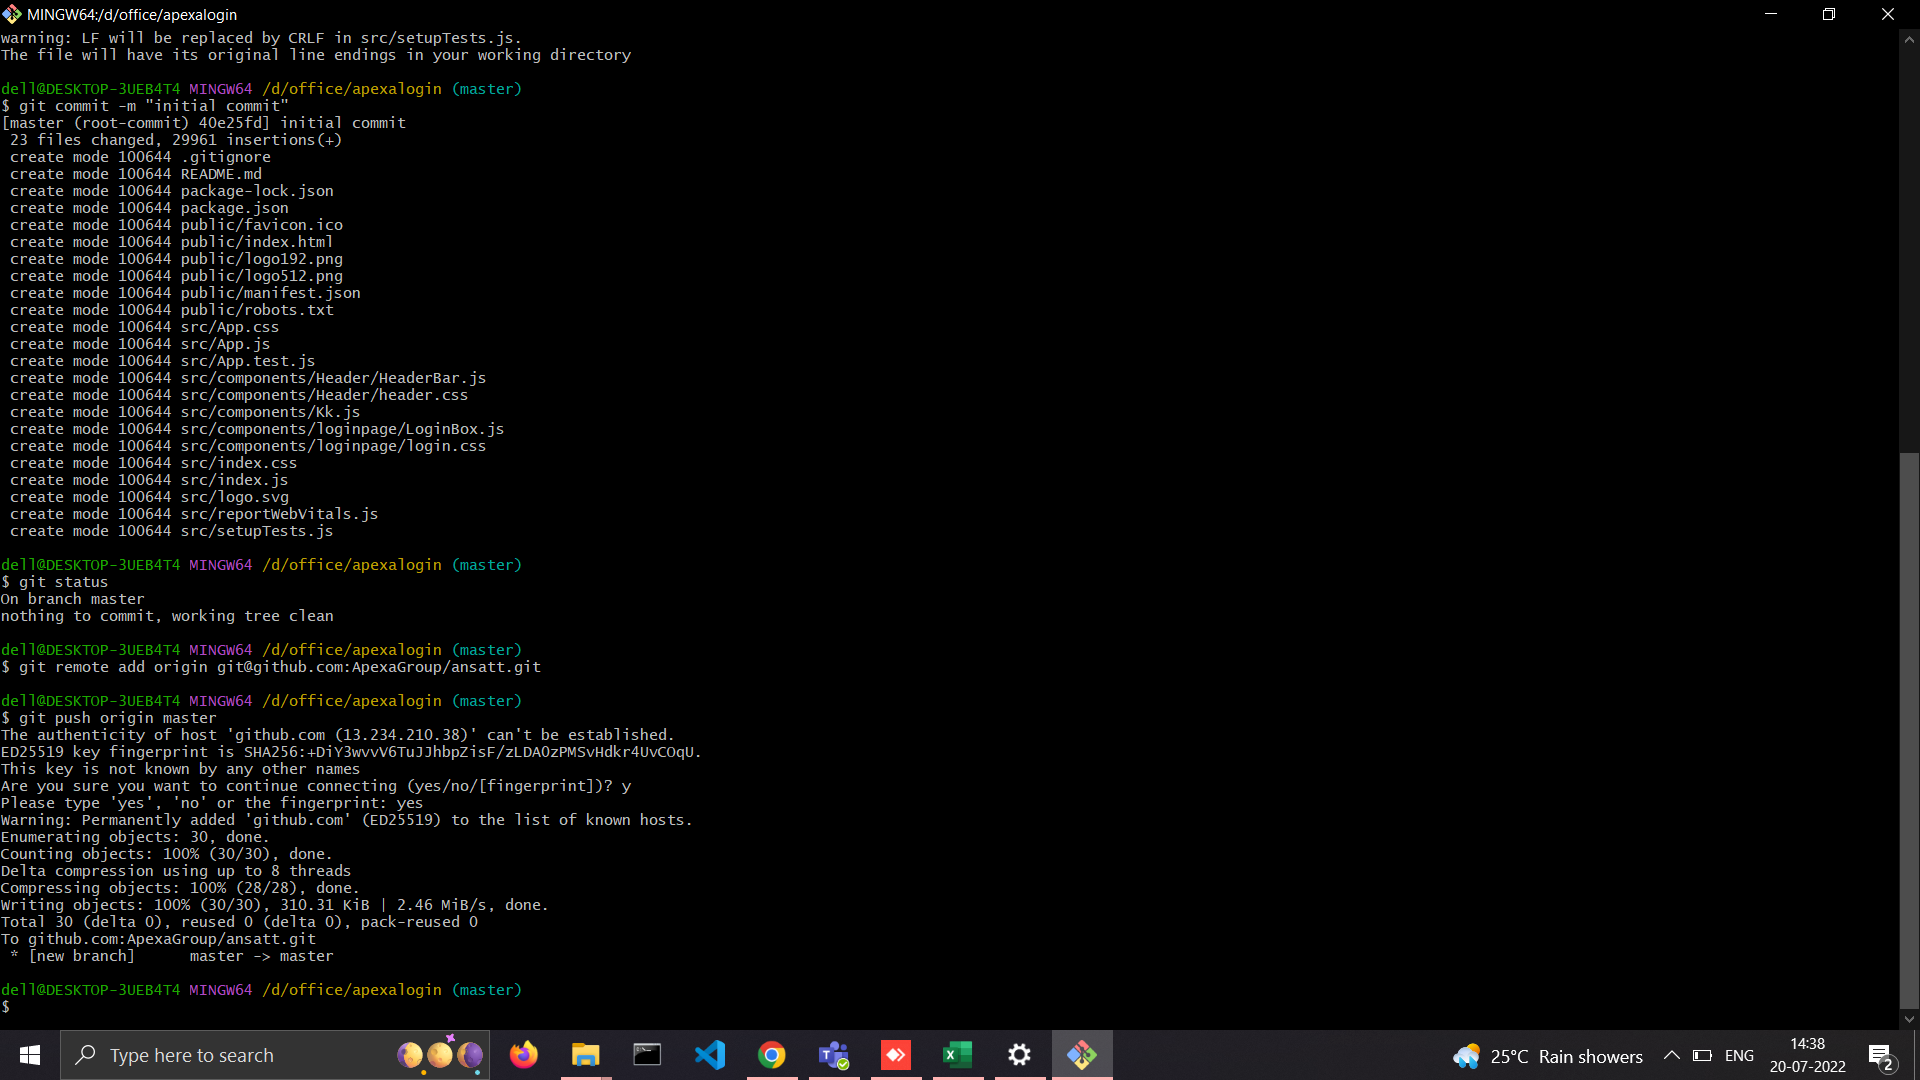 MINGW64:/d/office/apexalogin
warning: LF will be replaced by CRLF in src/setupTests.js.
The file will have its original line endings in your working directory
dell@DESKTOP-3UEB4T4 MINGW64 /d/office/apexalogin (master)
$ git commit -m "initial commit"
[master (root-commit) 40e25fd] initial commit
23 files changed, 29961 insertions(+)
create mode 100644 .gitignore
create mode 100644 README.md
create mode 100644 package-lock.json
create mode 100644 package.json
create mode 100644 public/favicon.ico
create mode 100644 public/index.html
create mode 100644 public/logo192.png
create mode 100644 public/logo512.png
create mode 100644 public/manifest.json
create mode 100644 public/robots.txt
create mode 100644 src/App.css
create mode 100644 src/App.js
create mode 100644 src/App.test.js
create mode 100644 src/components/Header/HeaderBar.js
create mode 100644 src/components/Header/header.css
create mode 100644 src/components/Kk.js
create mode 100644 src/components/loginpage/LoginBox.js
create mode 100644 src/components/loginpage/login.css
create mode 100644 src/index.css
create mode 100644 src/index.js
create mode 100644 src/logo.svg
create mode 100644 src/reportWebVitals.js
create mode 100644 src/setupTests.js
dell@DESKTOP-3UEB4T4 MINGW64 /d/office/apexalogin (master)
$ git status
On branch master
nothing to commit, working tree clean
dell@DESKTOP-3UEB4T4 MINGW64 /d/office/apexalogin (master)
$ git remote add origin git@github.com:ApexaGroup/ansatt.git
dell@DESKTOP-3UEB4T4 MINGW64 /d/office/apexalogin (master)
$ git push origin master
The authenticity of host 'github.com (13.234.210.38)' can't be established.
ED25519 key fingerprint is SHA256:+DiY3wvvV6TuJJhbpZisF/zLDA0zPMSvHdkr4UvCOqU.
This key is not known by any other names
Are you sure you want to continue connecting (yes/no/[fingerprint])? y
Please type 'yes', 'no' or the fingerprint: yes
Warning: Permanently added 'github.com' (ED25519) to the list of known hosts.
Enumerating objects: 30, done.
Counting objects: 100% (30/30), done.
Delta compression using up to 8 threads
Compressing objects: 100% (28/28), done.
Writing objects: 100% (30/30), 310.31 KiB | 2.46 MiB/s, done.
Total 30 (delta 0), reused 0 (delta 0), pack-reused 0
To github.com:ApexaGroup/ansatt.git
* [new branch]      master -> master
dell@DESKTOP-3UEB4T4 MINGW64 /d/office/apexalogin (master)
$
Type here to search
25°C Rain showers
ENG
14:38
20-07-2022
2